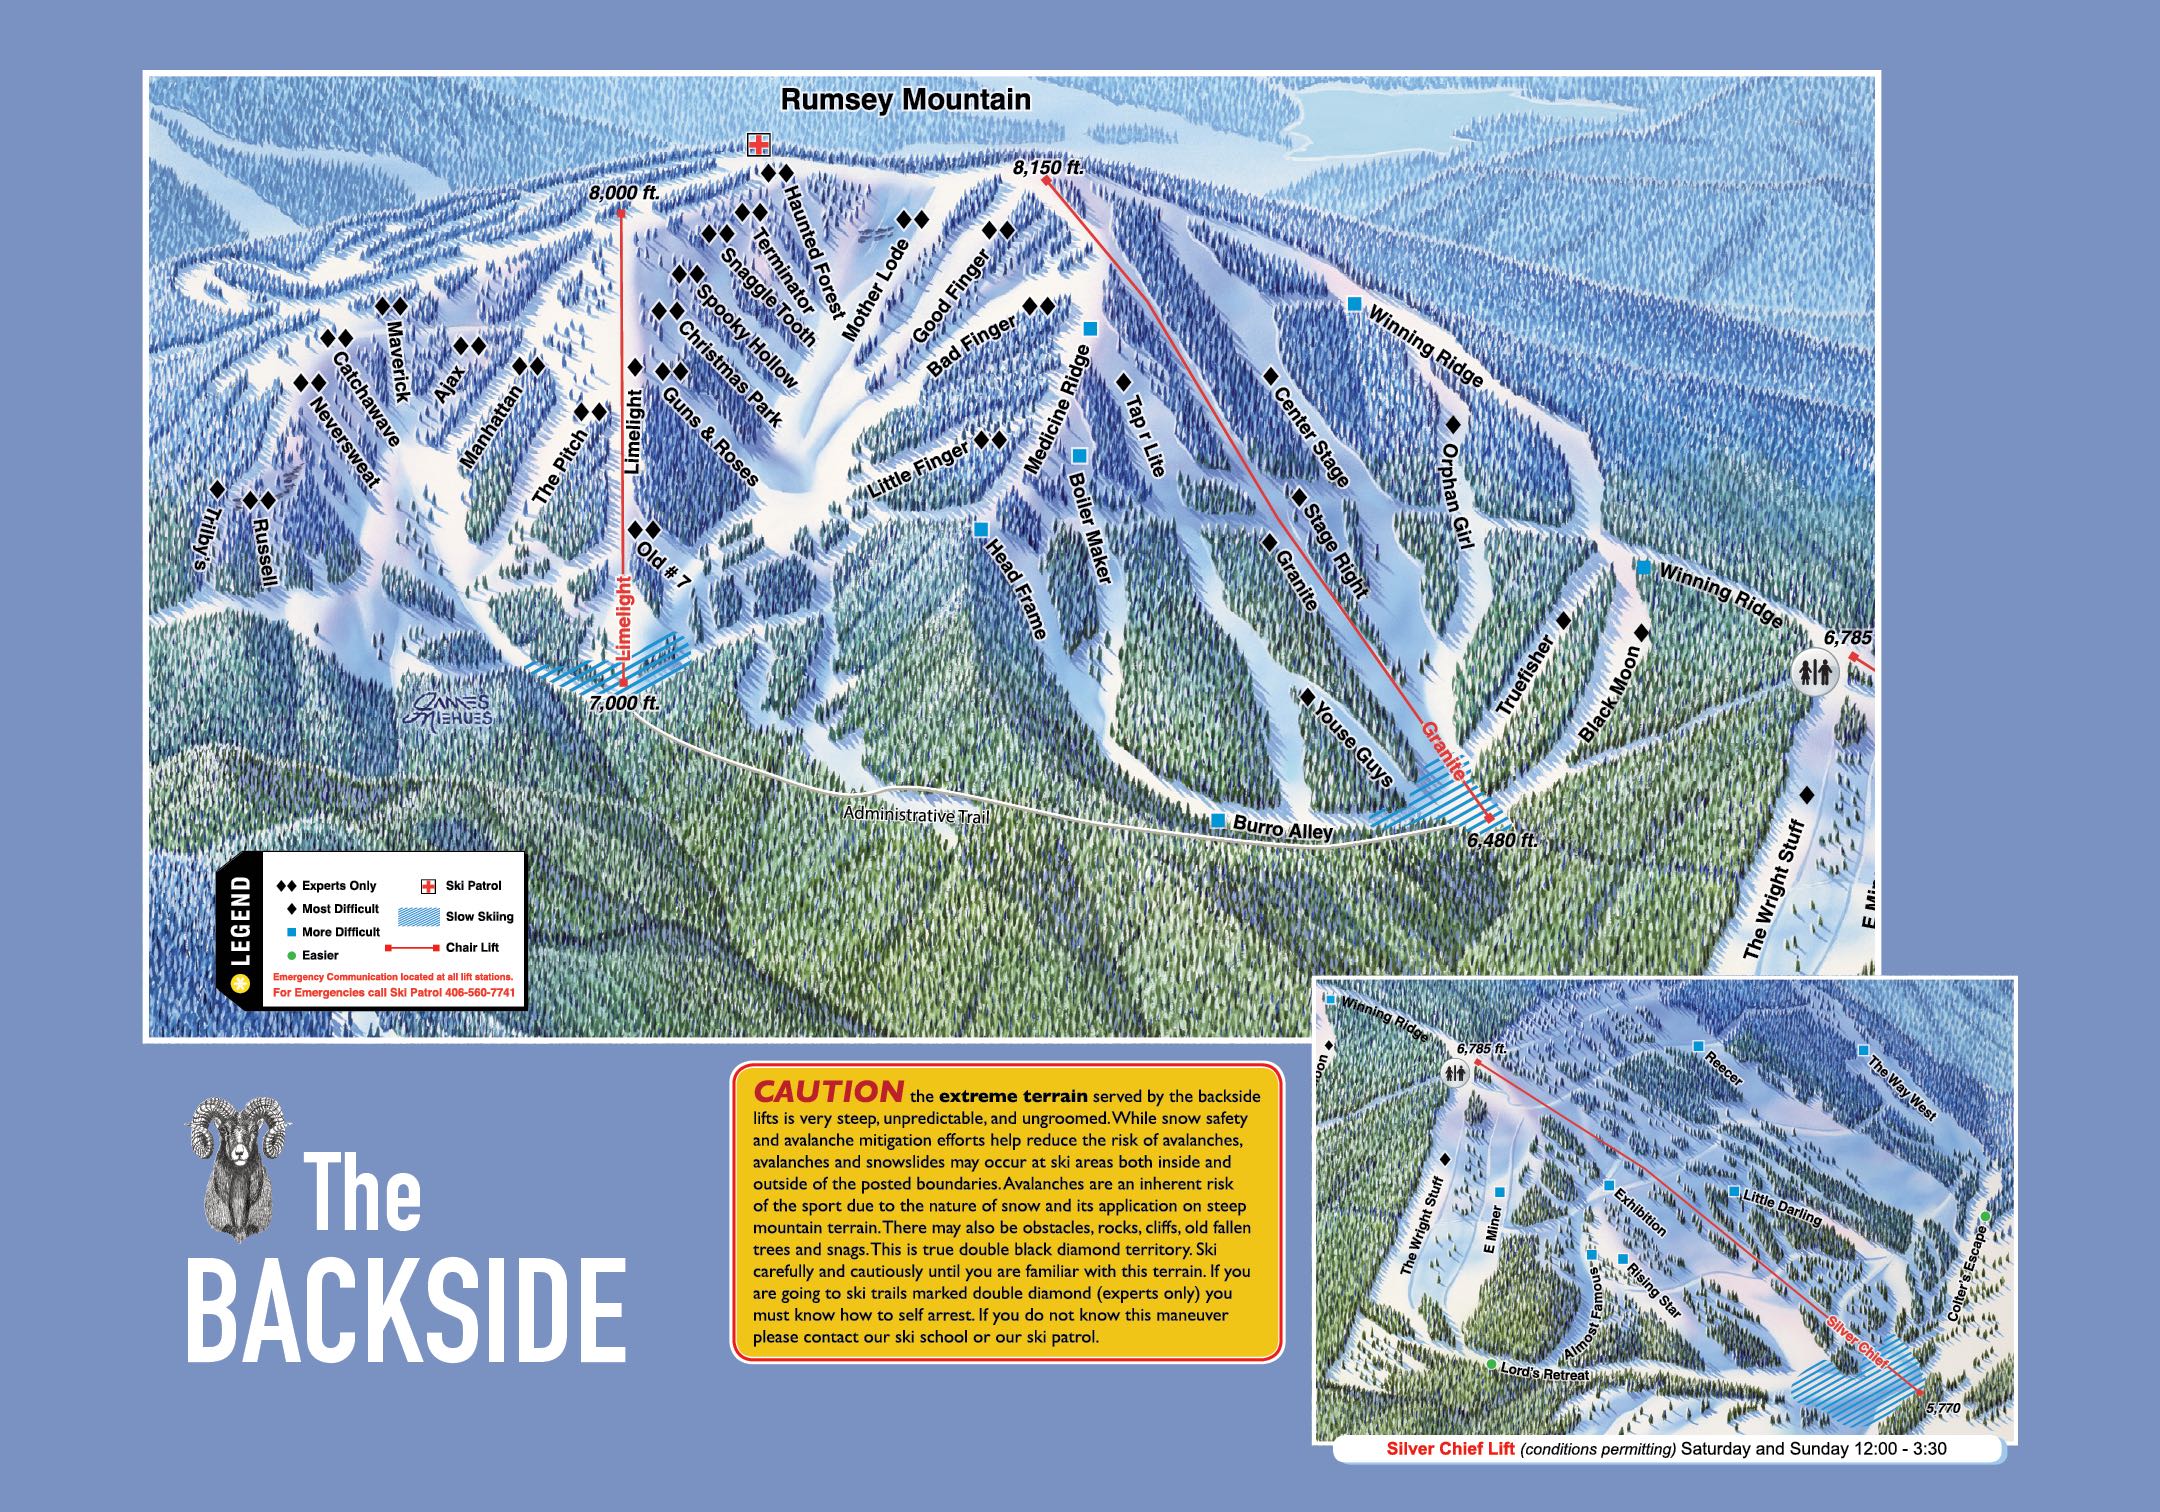 Rumsey Mountain
8,150 ft.
8,000 ft.
Haunted Forest
Terminator
Snaggle Tooth
Spooky Hollow
Christmas Park
Guns & Roses
Mother Lode
Good Finger
Bad Finger
Little Finger
Medicine Ridge
Tap r Lite
Winning Ridge
Center Stage
Orphan Girl
Stage Right
Granite
Boiler Maker
Head Frame
Maverick
Catchawave
Neversweat
Ajax
Manhattan
The Pitch
Limelight
Old # 7
Trilby's
Russell
Limelight
7,000 ft.
JAMES
NIEHUES
Winning Ridge
6,785
Truefisher
Black Moon
Youse Guys
Granite
Administrative Trail
Burro Alley
6,480 ft.
The Wright Stuff
E Min
LEGEND
Experts Only
Most Difficult
More Difficult
Easier
Ski Patrol
Slow Skiing
Chair Lift
Emergency Communication located at all lift stations.
For Emergencies call Ski Patrol 406-560-7741
The
BACKSIDE
CAUTION the extreme terrain served by the backside
lifts is very steep, unpredictable, and ungroomed. While snow safety
and avalanche mitigation efforts help reduce the risk of avalanches,
avalanches and snowslides may occur at ski areas both inside and
outside of the posted boundaries. Avalanches are an inherent risk
of the sport due to the nature of snow and its application on steep
mountain terrain. There may also be obstacles, rocks, cliffs, old fallen
trees and snags. This is true double black diamond territory. Ski
carefully and cautiously until you are familiar with this terrain. If you
are going to ski trails marked double diamond (experts only) you
must know how to self arrest. If you do not know this maneuver
please contact our ski school or our ski patrol.
Winning Ridge
6,785 ft.
oon
Reecer
The Way West
The Wright Stuff
E Miner
Exhibition
Little Darling
Almost Famous
Rising Star
Colter's Escape
Silver Chief
Lord's Retreat
5,770
Silver Chief Lift (conditions permitting) Saturday and Sunday 12:00 - 3:30